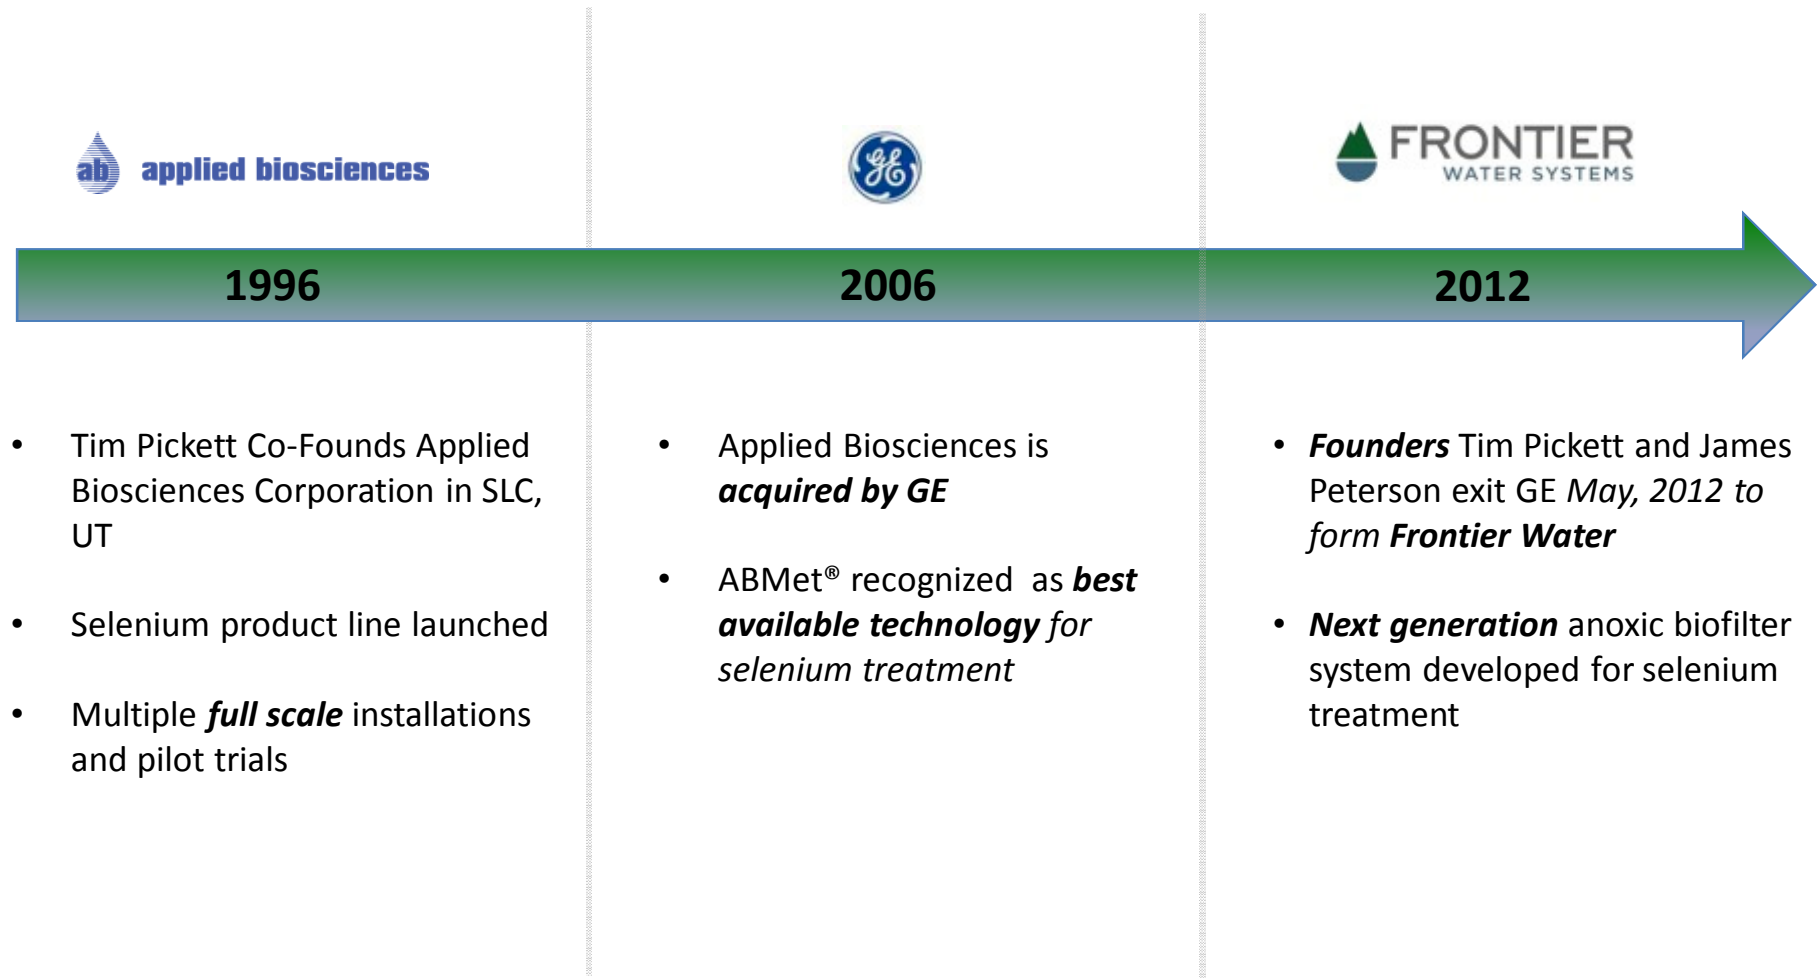 ab applied biosciences
GE
FRONTIER
WATER SYSTEMS
1996
2006
2012
• Tim Pickett Co-Founds Applied
Biosciences Corporation in SLC,
UT
• Selenium product line launched
• Multiple full scale installations
and pilot trials
• Applied Biosciences is
acquired by GE
• ABMet® recognized as best
available technology for
selenium treatment
• Founders Tim Pickett and James
Peterson exit GE May, 2012 to
form Frontier Water
• Next generation anoxic biofilter
system developed for selenium
treatment